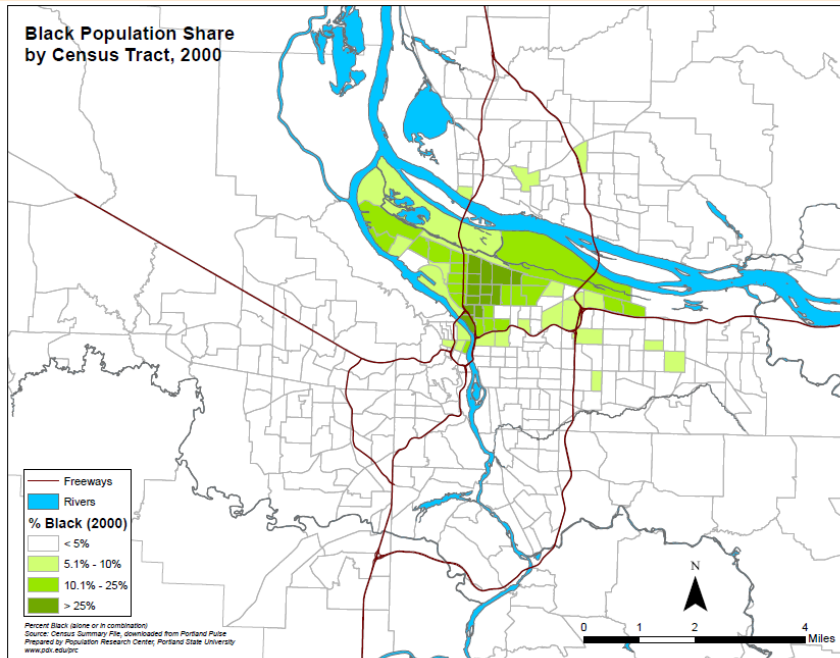 Black Population Share
by Census Tract, 2000
Freeways
Rivers
% Black (2000)
< 5%
5.1% - 10%
10.1% - 25%
> 25%
Percent Black (alone or in combination)
Source: Census Summary File, downloaded from Portland Pulse
Prepared by Population Research Center, Portland State University
www.pdx.edu/prc
N
0 1 2 4
Miles